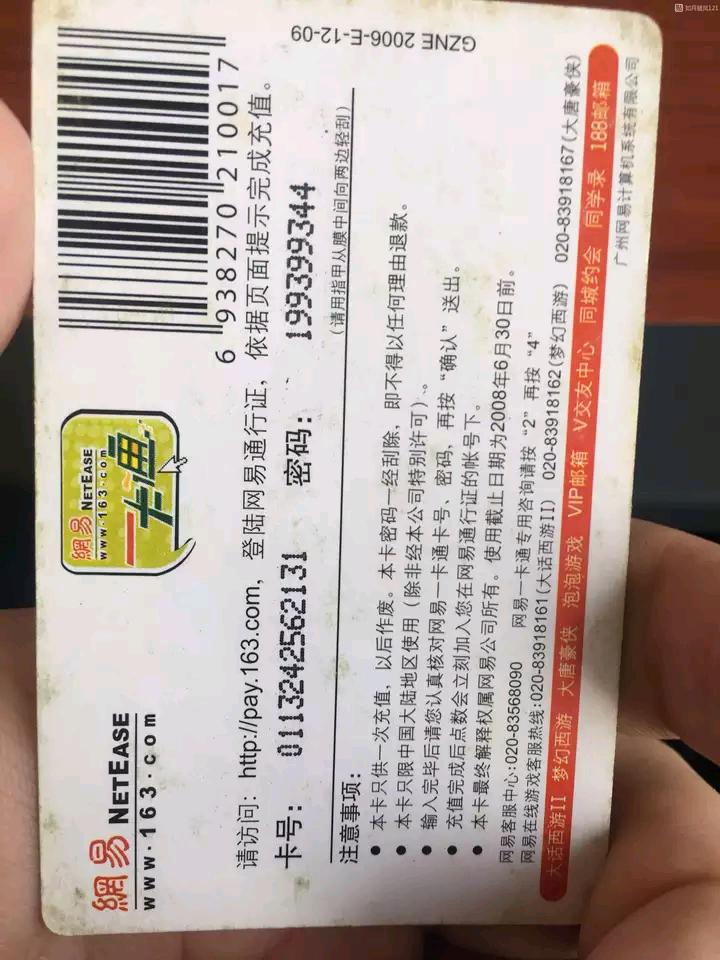 網易 NETEASE
www.163.com
網易 NETEASE
www.163.com
一卡通
6 938270 210017
GZNE 2006-E-12-09
请访问: http://pay.163.com, 登陆网易通行证, 依据页面提示完成充值。
卡号: 0113242562131 密码: 199399344
(请用指甲从膜中间向两边轻刮)
注意事项:
● 本卡只供一次充值, 以后作废。本卡密码一经刮除, 即不得以任何理由退款。
● 本卡只限中国大陆地区使用(除非经本公司特别许可)。
● 输入完毕后请您认真核对网易一卡通卡号、密码, 再按“确认”送出。
● 充值完成后点数会立刻加入您在网易通行证的帐号下。
● 本卡最终解释权属网易公司所有。使用截止日期为2008年6月30日前。
网易客服中心:020-83568090 网易一卡通专用咨询请按“2”再按“4”
网易在线游戏客服热线:020-83918161(大话西游II) 020-83918162(梦幻西游) 020-83918167(大唐豪侠)
大话西游II 梦幻西游 大唐豪侠 泡泡游戏 VIP邮箱 V交友中心 同城约会 同学录 188邮箱
广州网易计算机系统有限公司